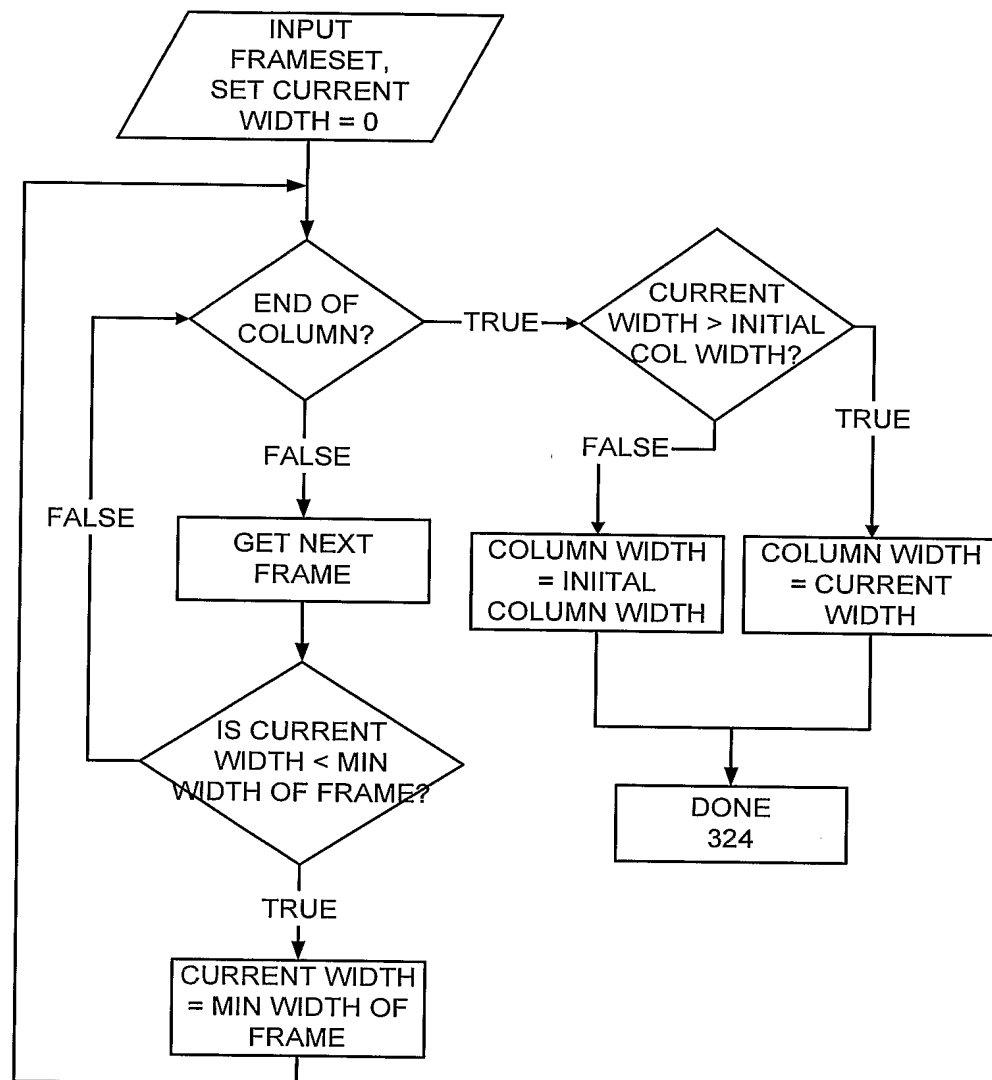 INPUT
FRAMESET,
SET CURRENT
WIDTH = 0
END OF
COLUMN?
TRUE
CURRENT
WIDTH > INITIAL
COL WIDTH?
TRUE
FALSE
FALSE
FALSE
GET NEXT
FRAME
COLUMN WIDTH
= INIITAL
COLUMN WIDTH
COLUMN WIDTH
= CURRENT
WIDTH
IS CURRENT
WIDTH < MIN
WIDTH OF FRAME?
DONE
324
TRUE
CURRENT WIDTH
= MIN WIDTH OF
FRAME